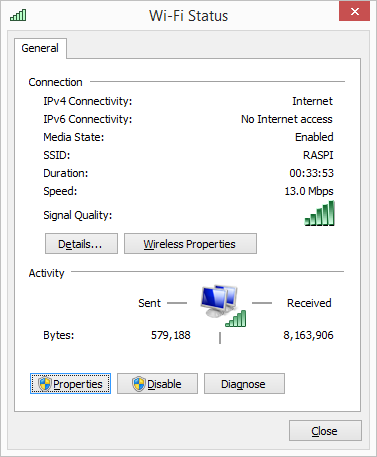 Wi-Fi Status
General
Connection
IPv4 Connectivity: Internet
IPv6 Connectivity: No Internet access
Media State: Enabled
SSID: RASPI
Duration: 00:33:53
Speed: 13.0 Mbps
Signal Quality:
Details... Wireless Properties
Activity
Sent Received
Bytes: 579,188 8,163,906
Properties Disable Diagnose
Close